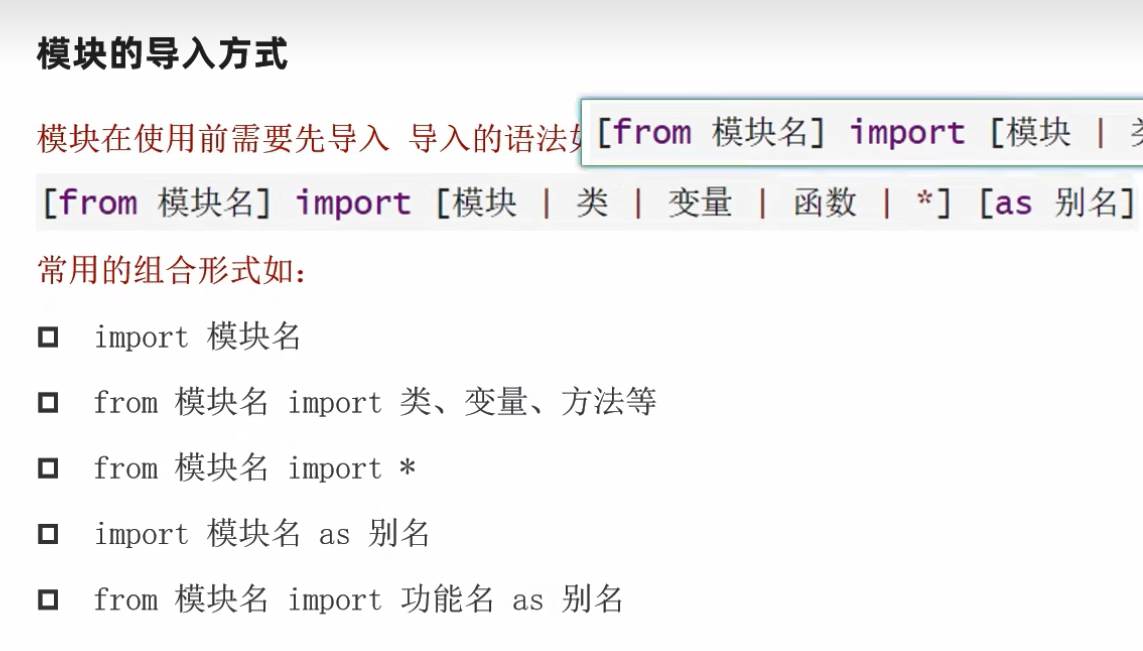 模块的导入方式
模块在使用前需要先导入 导入的语法
[from 模块名] import [模块 |
[from 模块名] import [模块 | 类 | 变量 | 函数 | *] [as 别名]
常用的组合形式如：
import 模块名
from 模块名 import 类、变量、方法等
from 模块名 import *
import 模块名 as 别名
from 模块名 import 功能名 as 别名